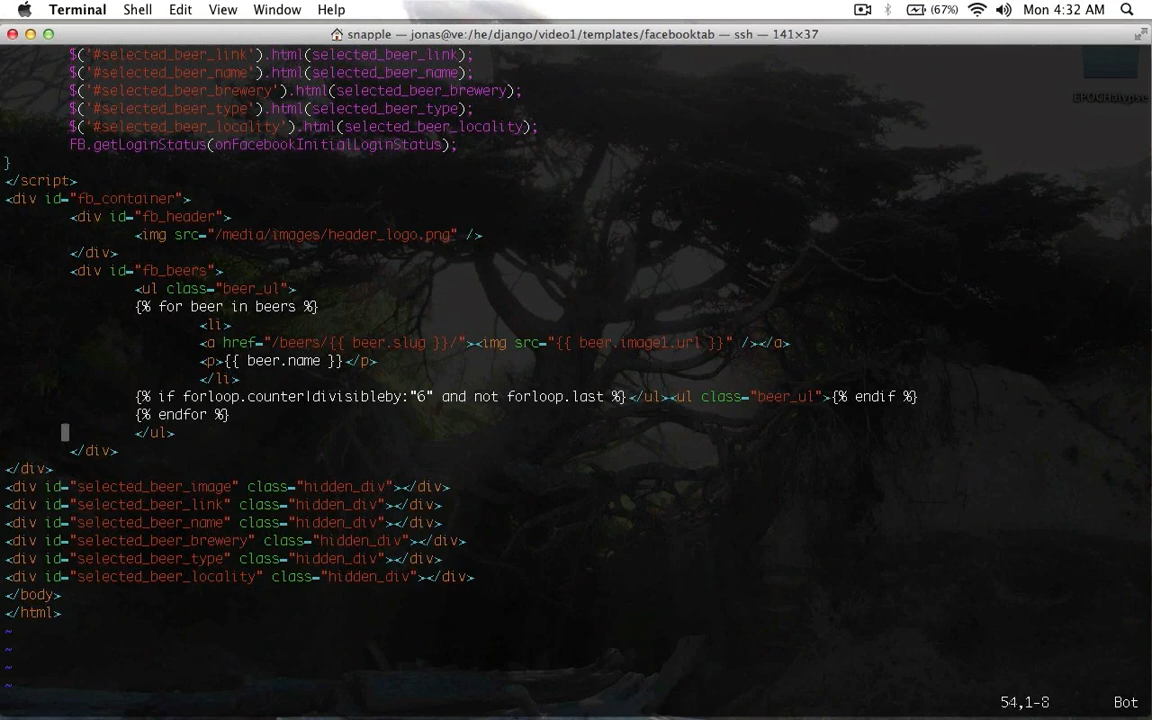 Terminal Shell Edit View Window Help (67%) Mon 4:32 AM
snapple — jonas@ve:/he/django/video1/templates/facebooktab — ssh — 141×37
$('#selected_beer_link').html(selected_beer_link);
$('#selected_beer_name').html(selected_beer_name);
$('#selected_beer_brewery').html(selected_beer_brewery);
$('#selected_beer_type').html(selected_beer_type);
$('#selected_beer_locality').html(selected_beer_locality);
FB.getLoginStatus(onFacebookInitialLoginStatus);
}
</script>
<div id="fb_container">
<div id="fb_header">
<img src="/media/images/header_logo.png" />
</div>
<div id="fb_beers">
<ul class="beer_ul">
{% for beer in beers %}
<li>
<a href="/beers/{{ beer.slug }}/"><img src="{{ beer.image1.url }}" /></a>
<p>{{ beer.name }}</p>
</li>
{% if forloop.counter|divisibleby:"6" and not forloop.last %}</ul><ul class="beer_ul">{% endif %}
{% endfor %}
</ul>
</div>
</div>
<div id="selected_beer_image" class="hidden_div"></div>
<div id="selected_beer_link" class="hidden_div"></div>
<div id="selected_beer_name" class="hidden_div"></div>
<div id="selected_beer_brewery" class="hidden_div"></div>
<div id="selected_beer_type" class="hidden_div"></div>
<div id="selected_beer_locality" class="hidden_div"></div>
</body>
</html>
~
~
~
~
54,1-8 Bot